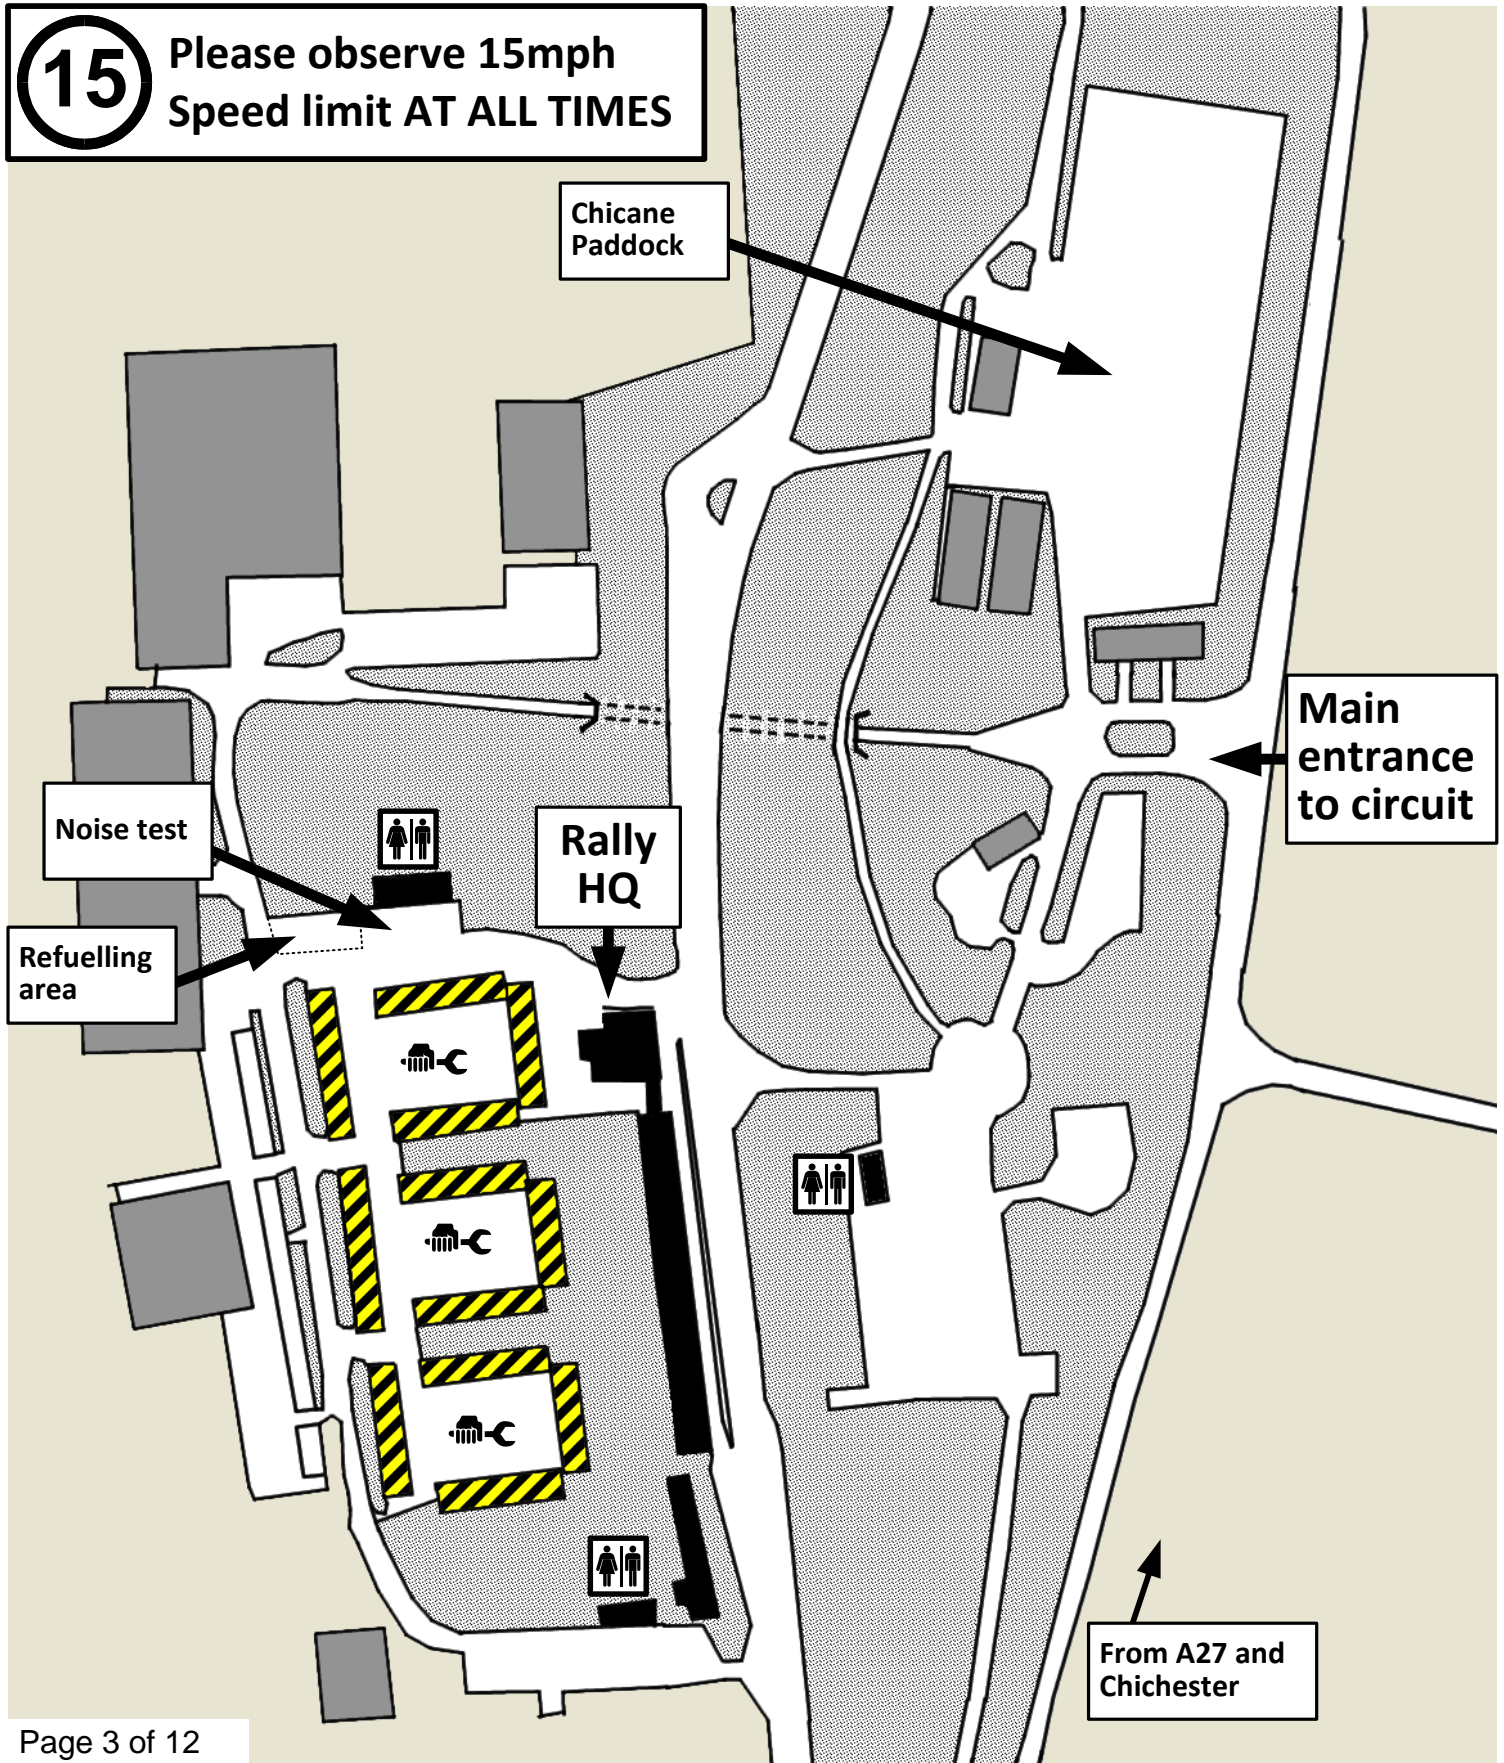 15
Please observe 15mph
Speed limit AT ALL TIMES
Chicane
Paddock
Main
entrance
to circuit
Noise test
Rally
HQ
Refuelling
area
From A27 and
Chichester
Page 3 of 12